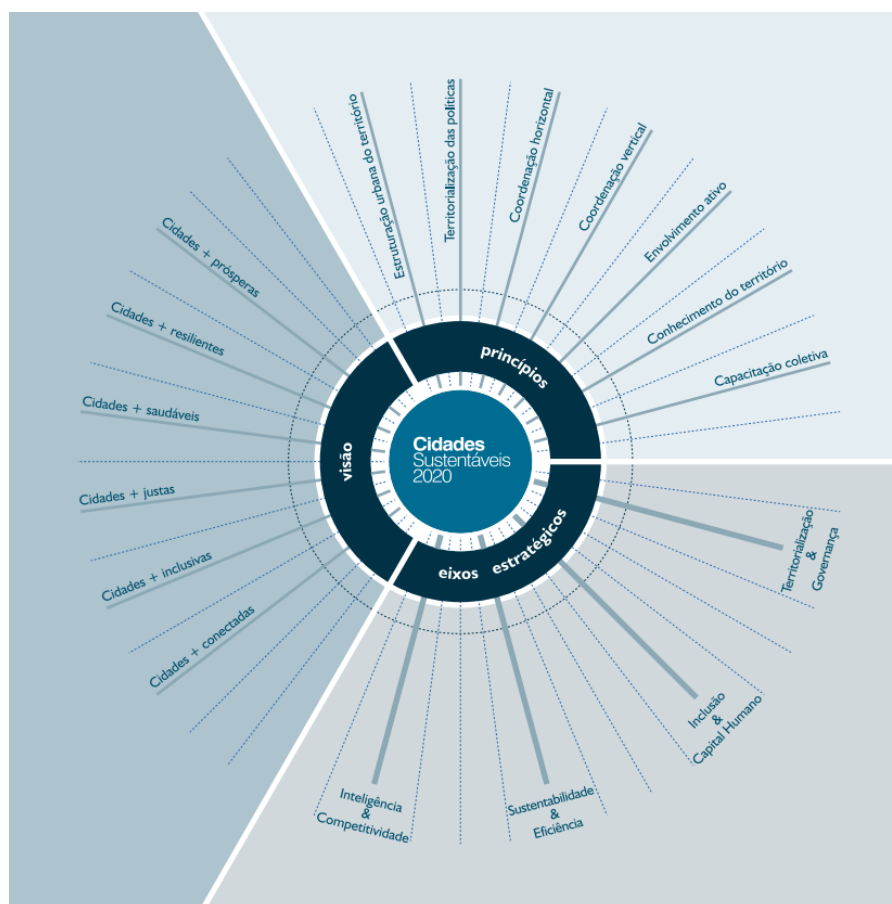 Cidades
Sustentáveis
2020
princípios
Estruturação urbana do território
Territorialização das políticas
Coordenação horizontal
Coordenação vertical
Envolvimento ativo
Conhecimento do território
Capacitação coletiva
eixos estratégicos
Territorialização
&
Governança
Inclusão
&
Capital Humano
Sustentabilidade
&
Eficiência
Inteligência
&
Competitividade
visão
Cidades + prósperas
Cidades + resilientes
Cidades + saudáveis
Cidades + justas
Cidades + inclusivas
Cidades + conectadas